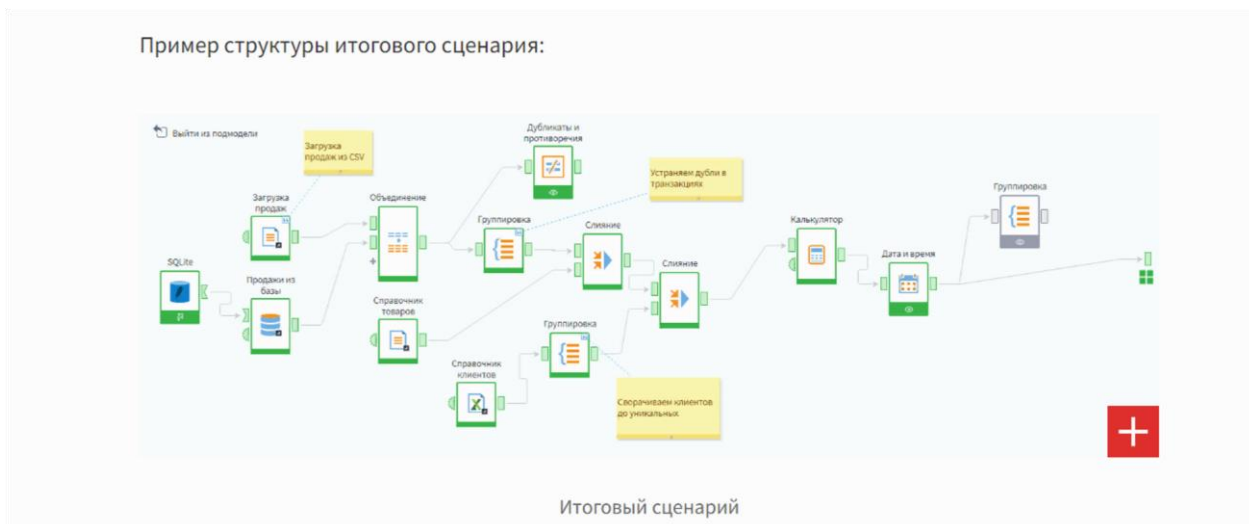 Пример структуры итогового сценария:
Выйти из подмодели
Загрузка
продаж из CSV
Дубликаты и
противоречия
Устраняем дубли в
транзакциях
Загрузка
продаж
Объединение
Группировка
Слияние
Калькулятор
Группировка
SQLite
Продажи из
базы
Слияние
Дата и время
Справочник
товаров
Группировка
Справочник
клиентов
Сворачиваем клиентов
до уникальных
Итоговый сценарий